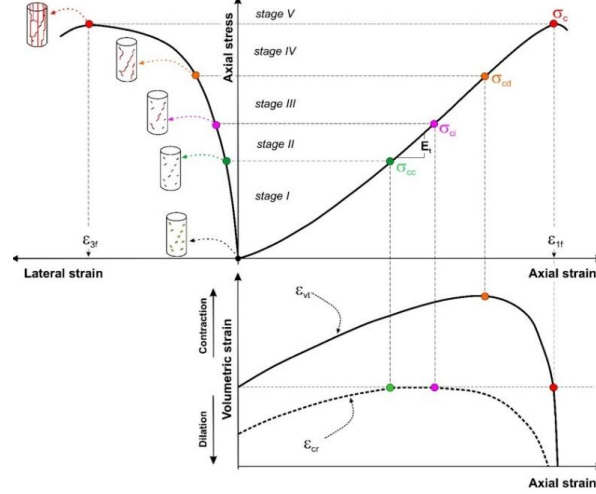 stage V
σc
stage IV
Axial stress
σcd
stage III
σci
stage II
Et
σcc
stage I
ε3f
ε1f
Lateral strain
Axial strain
Contraction
εvt
Volumetric strain
Dilation
εcr
Axial strain